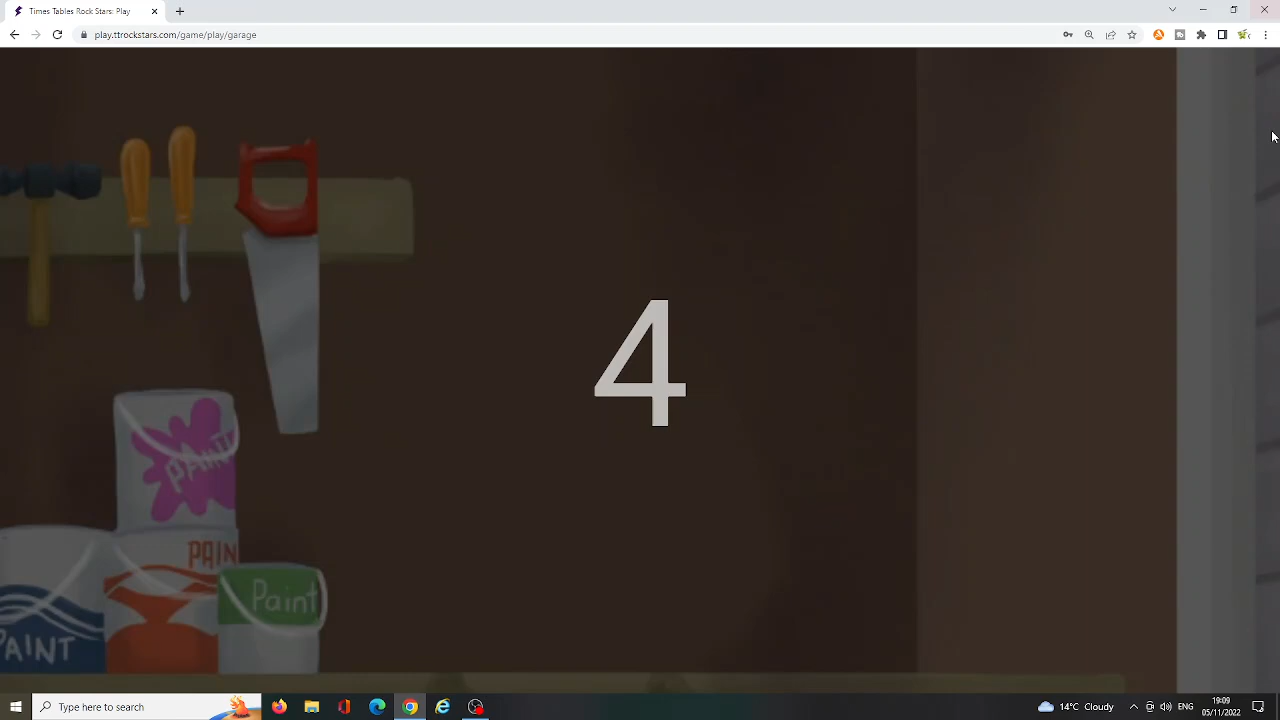 Times Tables Rock Stars: Play
play.ttrockstars.com/game/play/garage
4
PAINT
PAIN
Paint
PAINT
Type here to search
14°C Cloudy
ENG
19:09
05/11/2022